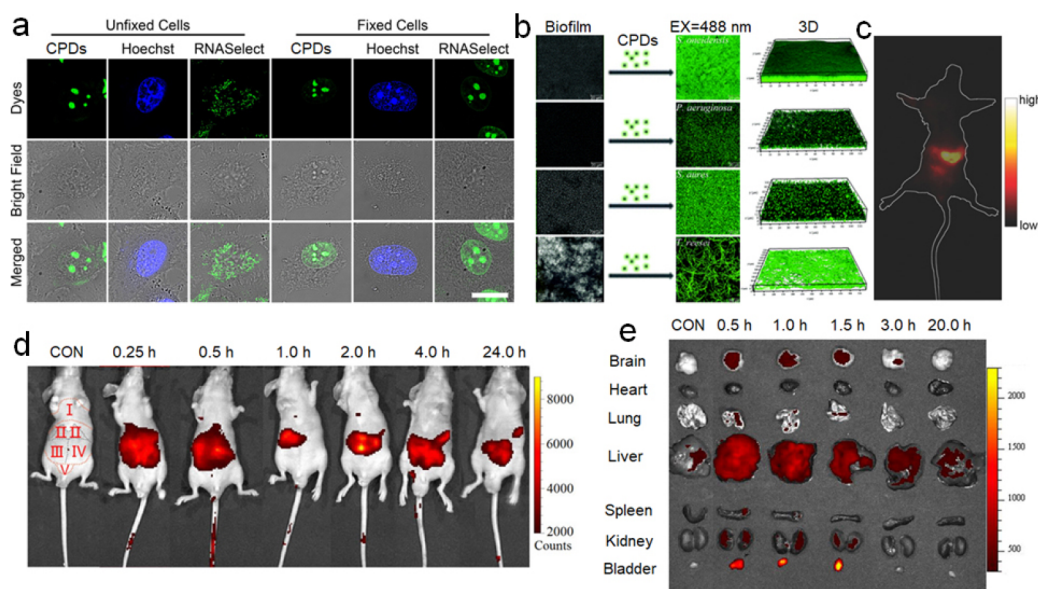 a
Unfixed Cells Fixed Cells
CPDs Hoechst RNASelect CPDs Hoechst RNASelect
Dyes
Bright Field
Merged
b
Biofilm CPDs EX=488 nm 3D
S. oneidensis
P. aeruginosa
S. aureus
T. reesei
c
high
low
d
CON 0.25 h 0.5 h 1.0 h 2.0 h 4.0 h 24.0 h
I
II II
III IV
V
8000
6000
4000
2000
Counts
e
CON 0.5 h 1.0 h 1.5 h 3.0 h 20.0 h
Brain
Heart
Lung
Liver
Spleen
Kidney
Bladder
2000
1500
1000
500